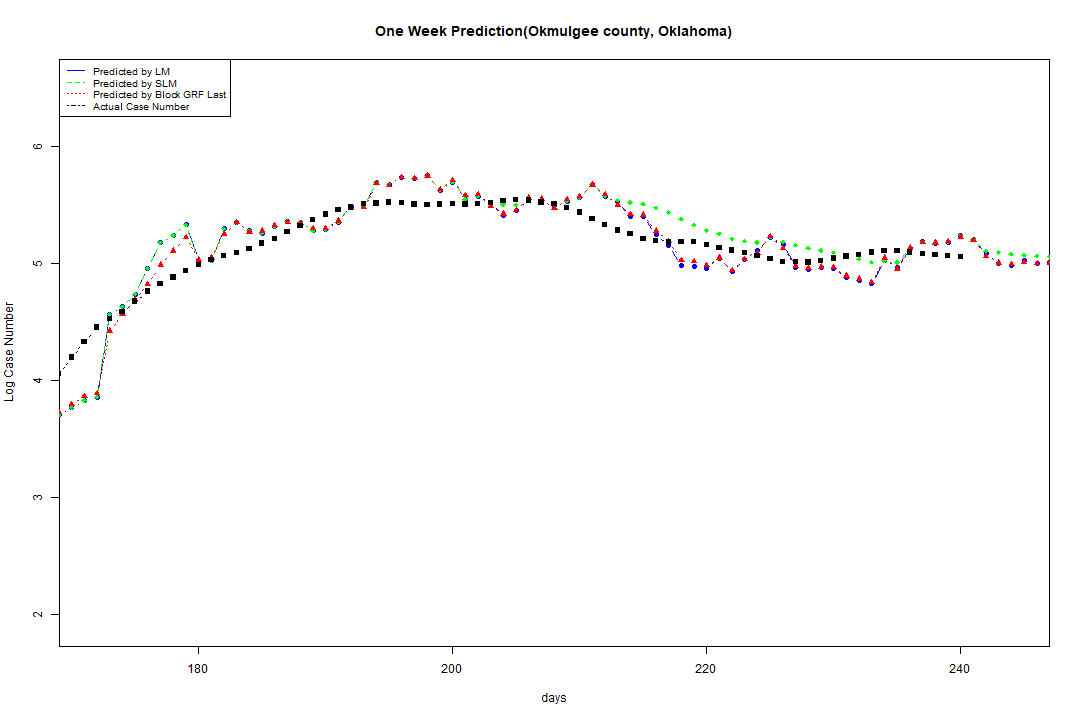 One Week Prediction(Okmulgee county, Oklahoma)
Predicted by LM
Predicted by SLM
Predicted by Block GRF Last
Actual Case Number
6
5
4
3
2
Log Case Number
180 200 220 240
days